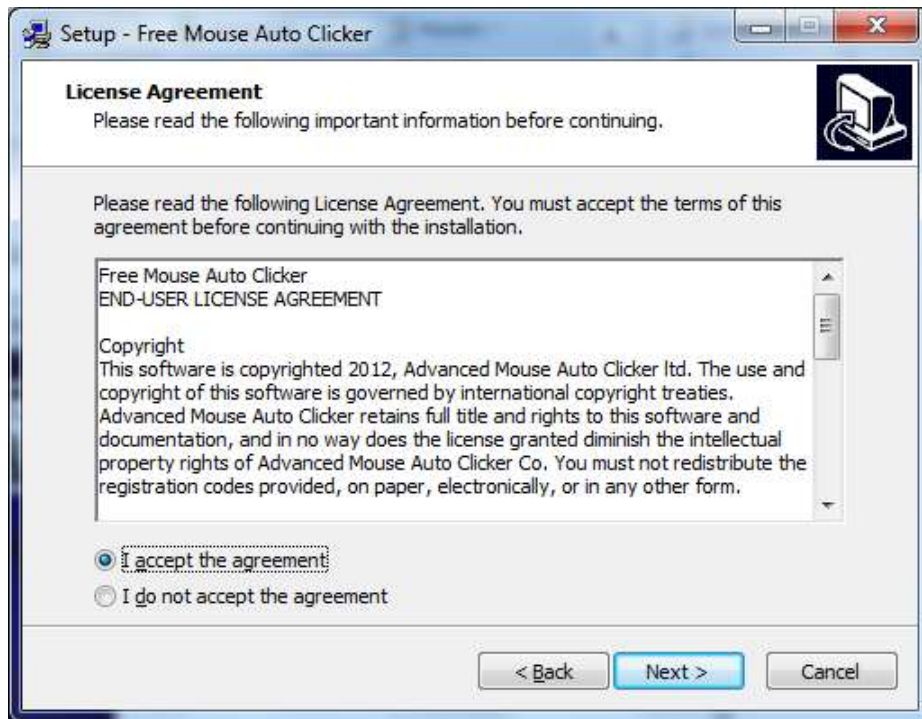 Setup - Free Mouse Auto Clicker
License Agreement
Please read the following important information before continuing.
Please read the following License Agreement. You must accept the terms of this
agreement before continuing with the installation.
Free Mouse Auto Clicker
END-USER LICENSE AGREEMENT
Copyright
This software is copyrighted 2012, Advanced Mouse Auto Clicker ltd. The use and
copyright of this software is governed by international copyright treaties.
Advanced Mouse Auto Clicker retains full title and rights to this software and
documentation, and in no way does the license granted diminish the intellectual
property rights of Advanced Mouse Auto Clicker Co. You must not redistribute the
registration codes provided, on paper, electronically, or in any other form.
I accept the agreement
I do not accept the agreement
< Back Next > Cancel